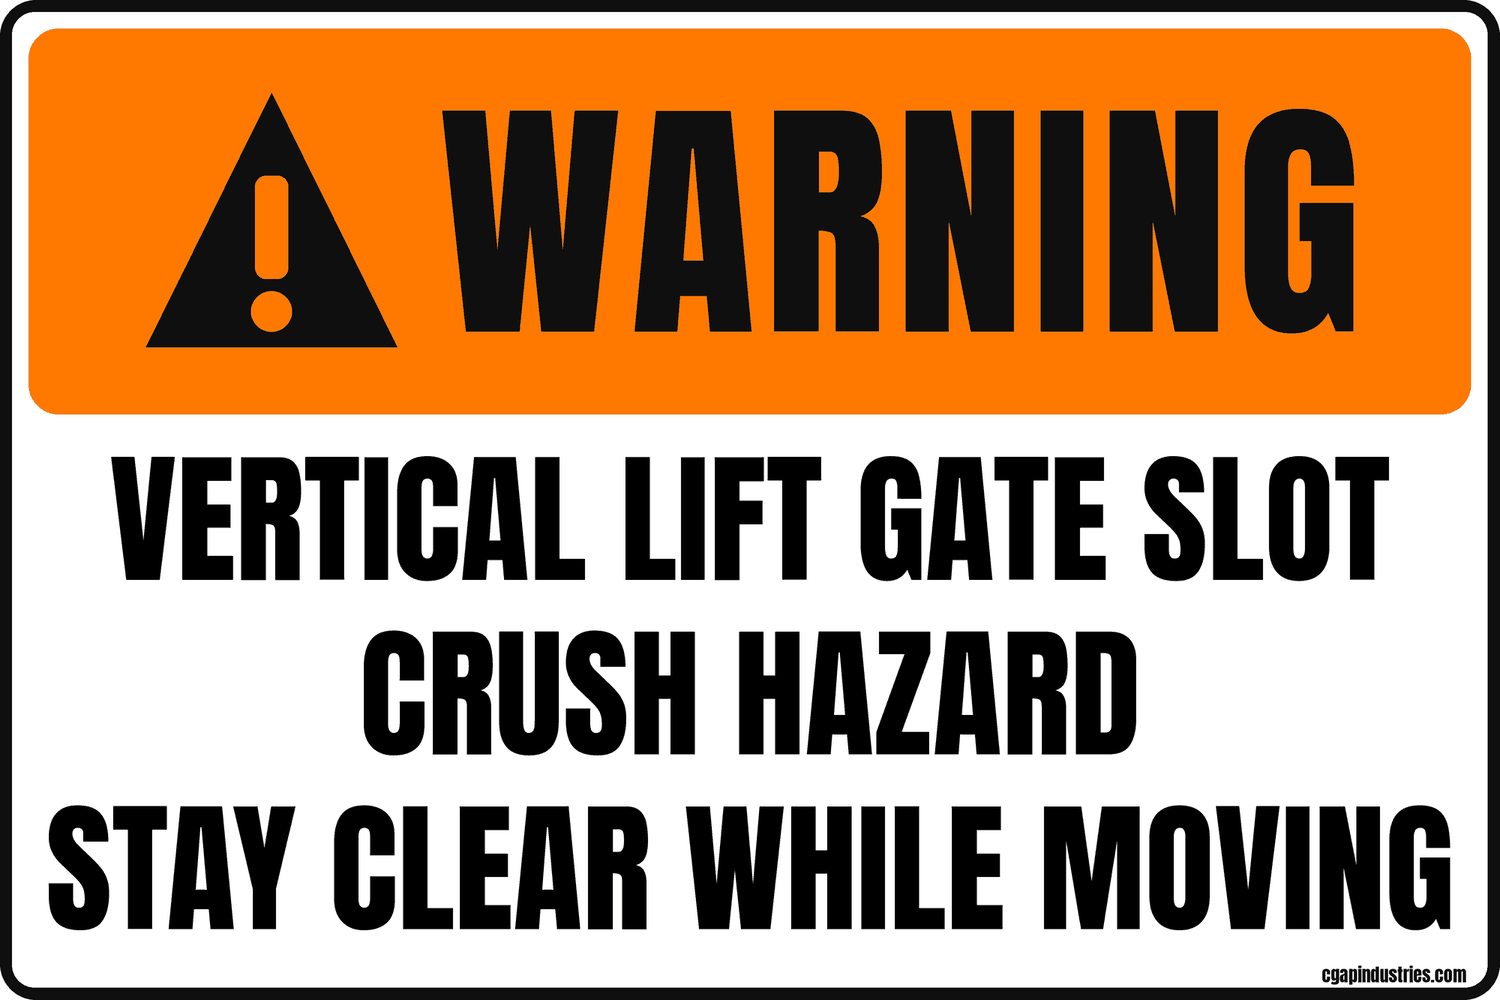 WARNING
VERTICAL LIFT GATE SLOT
CRUSH HAZARD
STAY CLEAR WHILE MOVING
cgapindustries.com